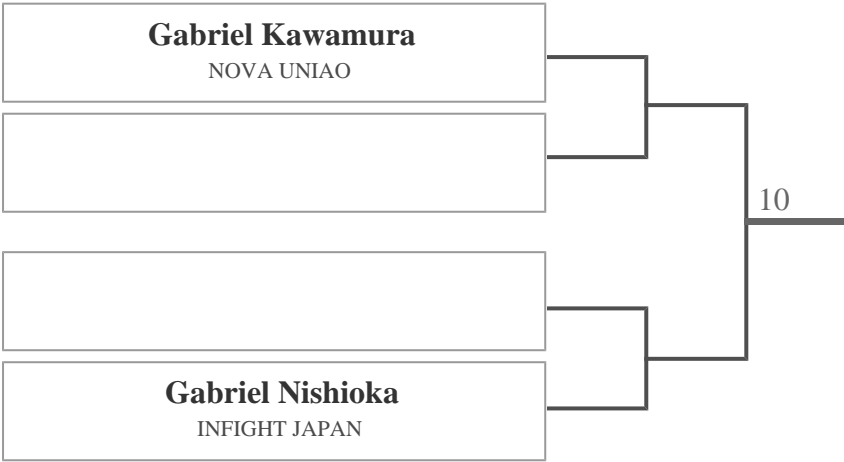 Gabriel Kawamura
NOVA UNIAO
10
Gabriel Nishioka
INFIGHT JAPAN